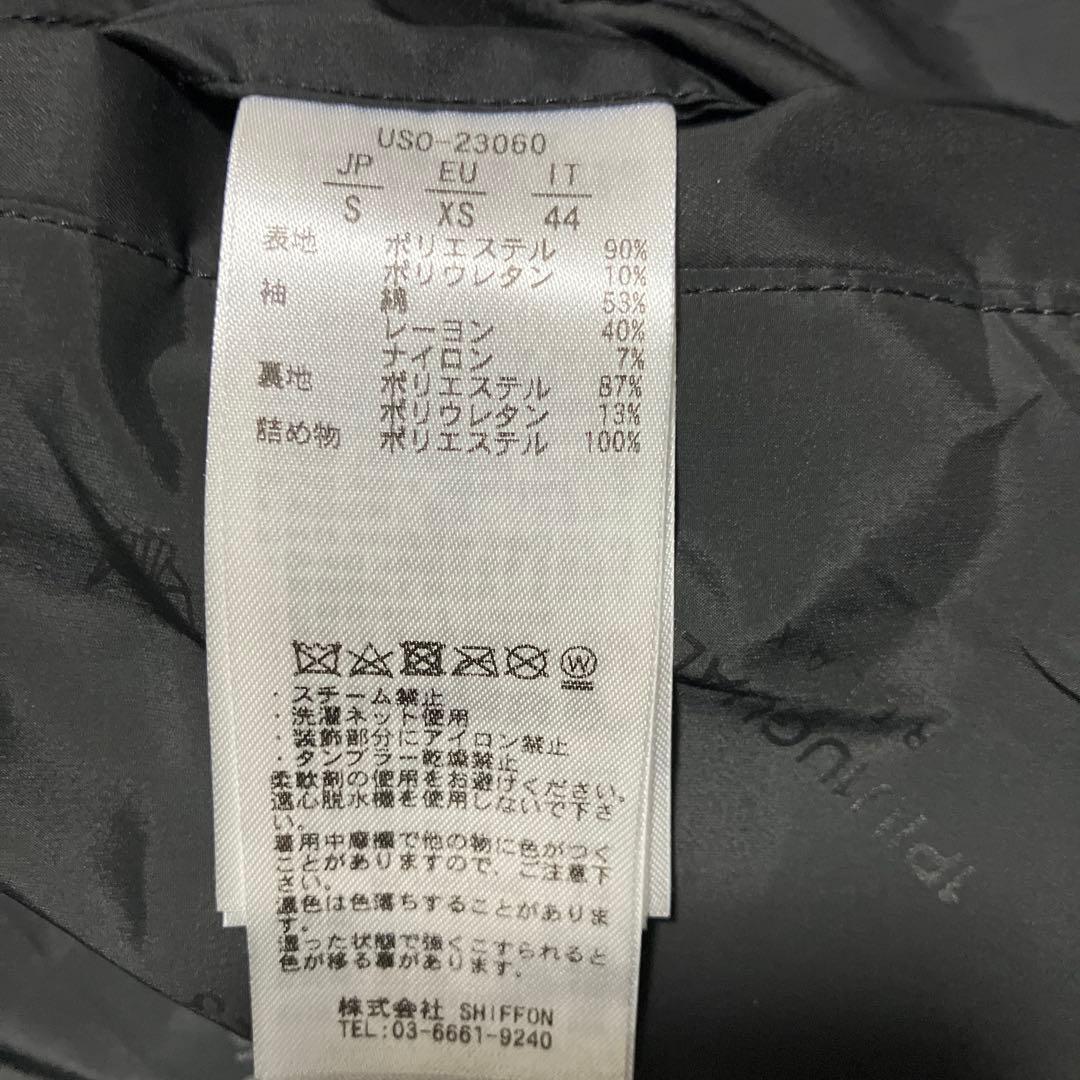 USO-23060
JP EU IT
S XS 44
表地 ポリエステル 90%
ポリウレタン 10%
袖 綿 53%
レーヨン 40%
ナイロン 7%
裏地 ポリエステル 87%
ポリウレタン 13%
詰め物 ポリエステル 100%
W
・スチーム禁止
・洗濯ネット使用
・装飾部分にアイロン禁止
・タンブラー乾燥禁止
柔軟剤の使用をお避けください。
遠心脱水機を使用しないで下さ
い。
着用中摩擦で他の物に色がつく
ことがありますので、ご注意下
さい。
濃色は色落ちすることがありま
す。
湿った状態で強くこすられると
色が移る事があります。
株式会社 SHIFFON
TEL:03-6661-9240